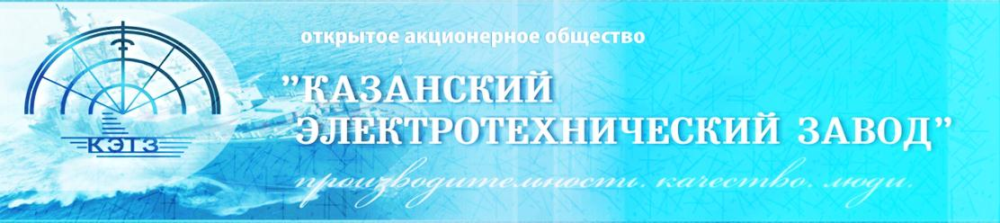 КЭТЗ
открытое акционерное общество
"КАЗАНСКИЙ
ЭЛЕКТРОТЕХНИЧЕСКИЙ ЗАВОД"
производительность. качество. люди.